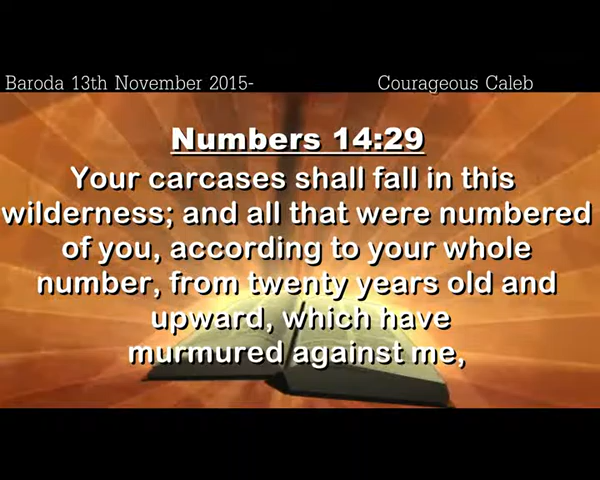 Baroda 13th November 2015- Courageous Caleb
Numbers 14:29
Your carcases shall fall in this
wilderness; and all that were numbered
of you, according to your whole
number, from twenty years old and
upward, which have
murmured against me,